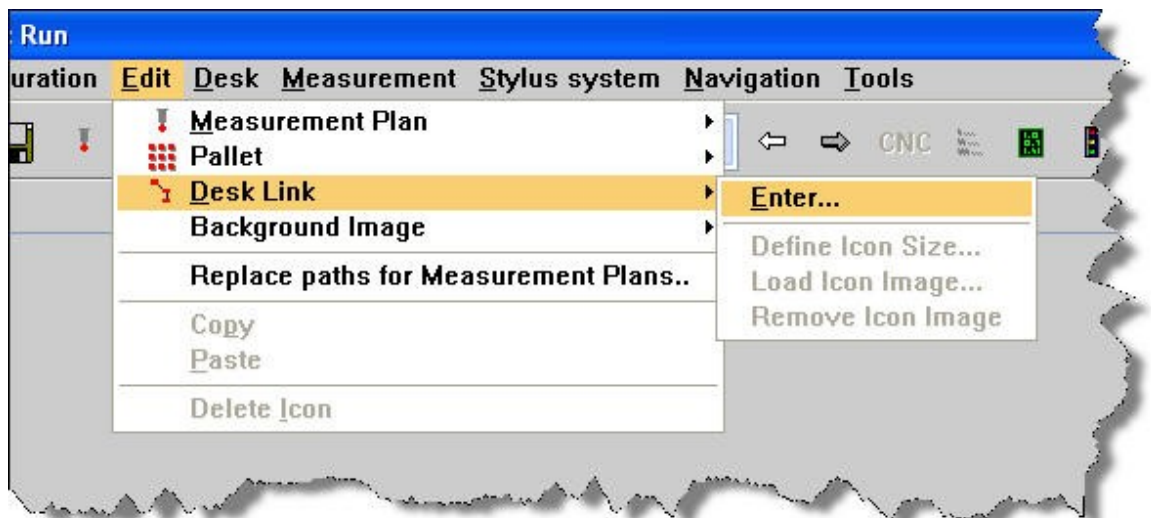 : Run
uration Edit Desk Measurement Stylus system Navigation Tools
Measurement Plan
Pallet
CNC
Desk Link
Enter...
Background Image
Define Icon Size...
Replace paths for Measurement Plans..
Load Icon Image...
Remove Icon Image
Copy
Paste
Delete Icon